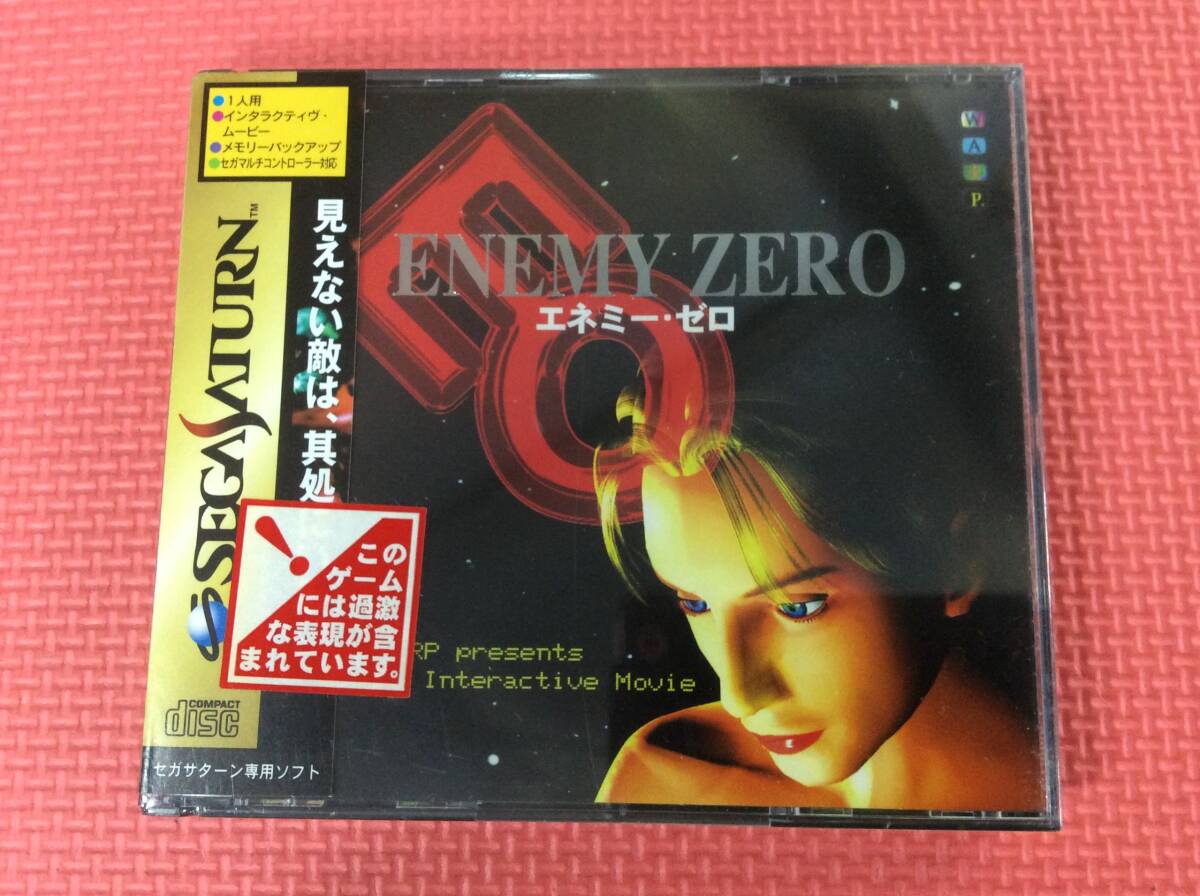 ●1人用
●インタラクティヴ・
ムービー
●メモリーバックアップ
●セガマルチコントローラー対応
SEGA SATURN™
見えない敵は、其処
このゲーム
には過激
な表現が含
まれています。
COMPACT
disc
セガサターン専用ソフト
W
A
R
P.
E0
ENEMY ZERO
エネミー・ゼロ
RP presents
Interactive Movie